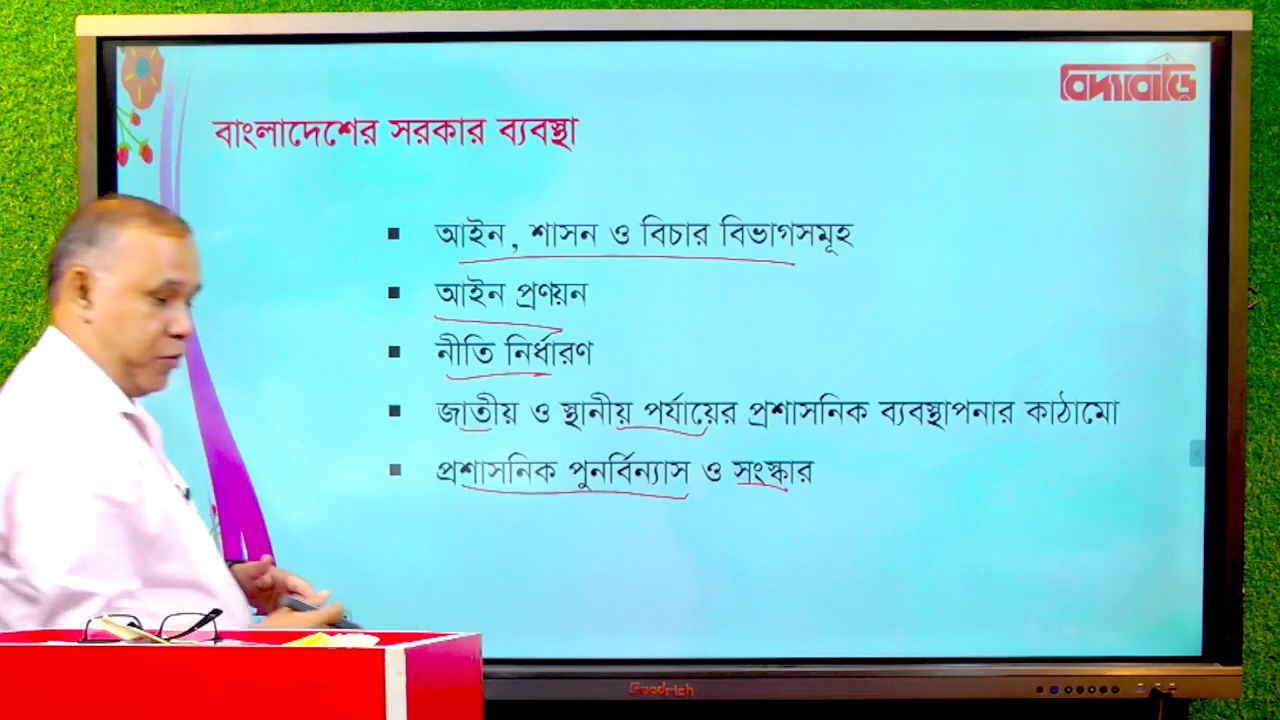 বিদ্যাবাড়ি
বাংলাদেশের সরকার ব্যবস্থা
▪ আইন, শাসন ও বিচার বিভাগসমূহ
▪ আইন প্রণয়ন
▪ নীতি নির্ধারণ
▪ জাতীয় ও স্থানীয় পর্যায়ের প্রশাসনিক ব্যবস্থাপনার কাঠামো
▪ প্রশাসনিক পুনর্বিন্যাস ও সংস্কার
Goodrich